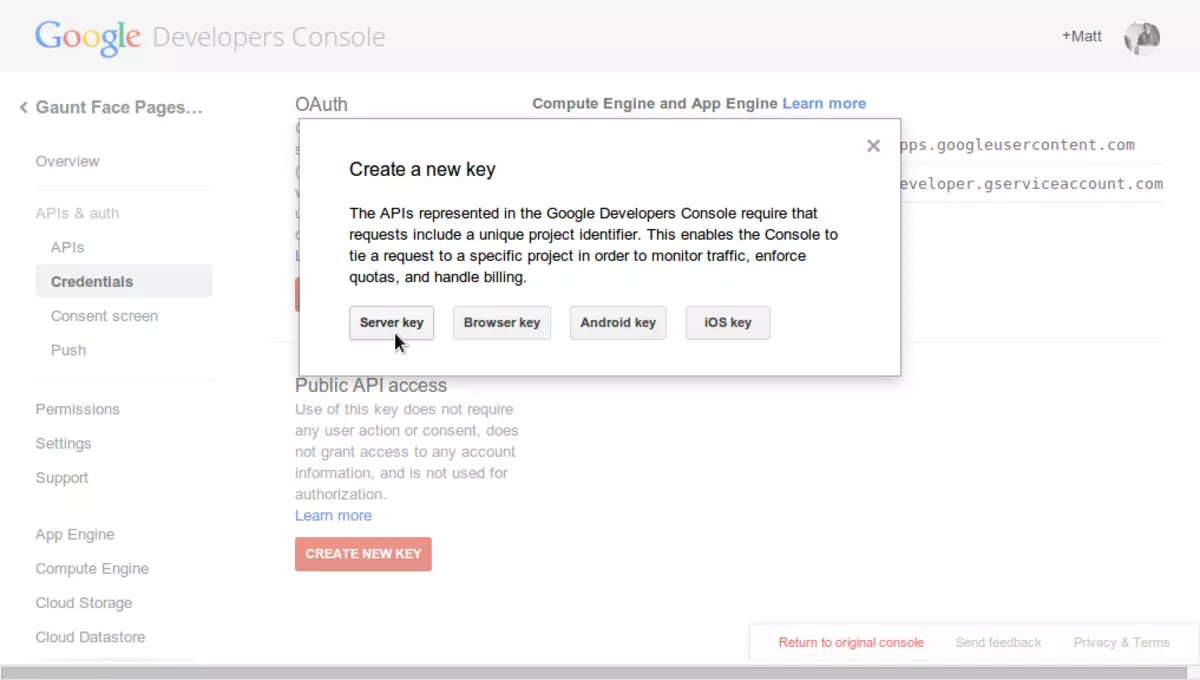 Google Developers Console
+Matt
Gaunt Face Pages...
Overview
APIs & auth
APIs
Credentials
Consent screen
Push
Permissions
Settings
Support
App Engine
Compute Engine
Cloud Storage
Cloud Datastore
OAuth
Compute Engine and App Engine Learn more
pps.googleusercontent.com
eveloper.gserviceaccount.com
Create a new key
The APIs represented in the Google Developers Console require that
requests include a unique project identifier. This enables the Console to
tie a request to a specific project in order to monitor traffic, enforce
quotas, and handle billing.
Server key
Browser key
Android key
iOS key
Public API access
Use of this key does not require
any user action or consent, does
not grant access to any account
information, and is not used for
authorization.
Learn more
CREATE NEW KEY
Return to original console
Send feedback
Privacy & Terms